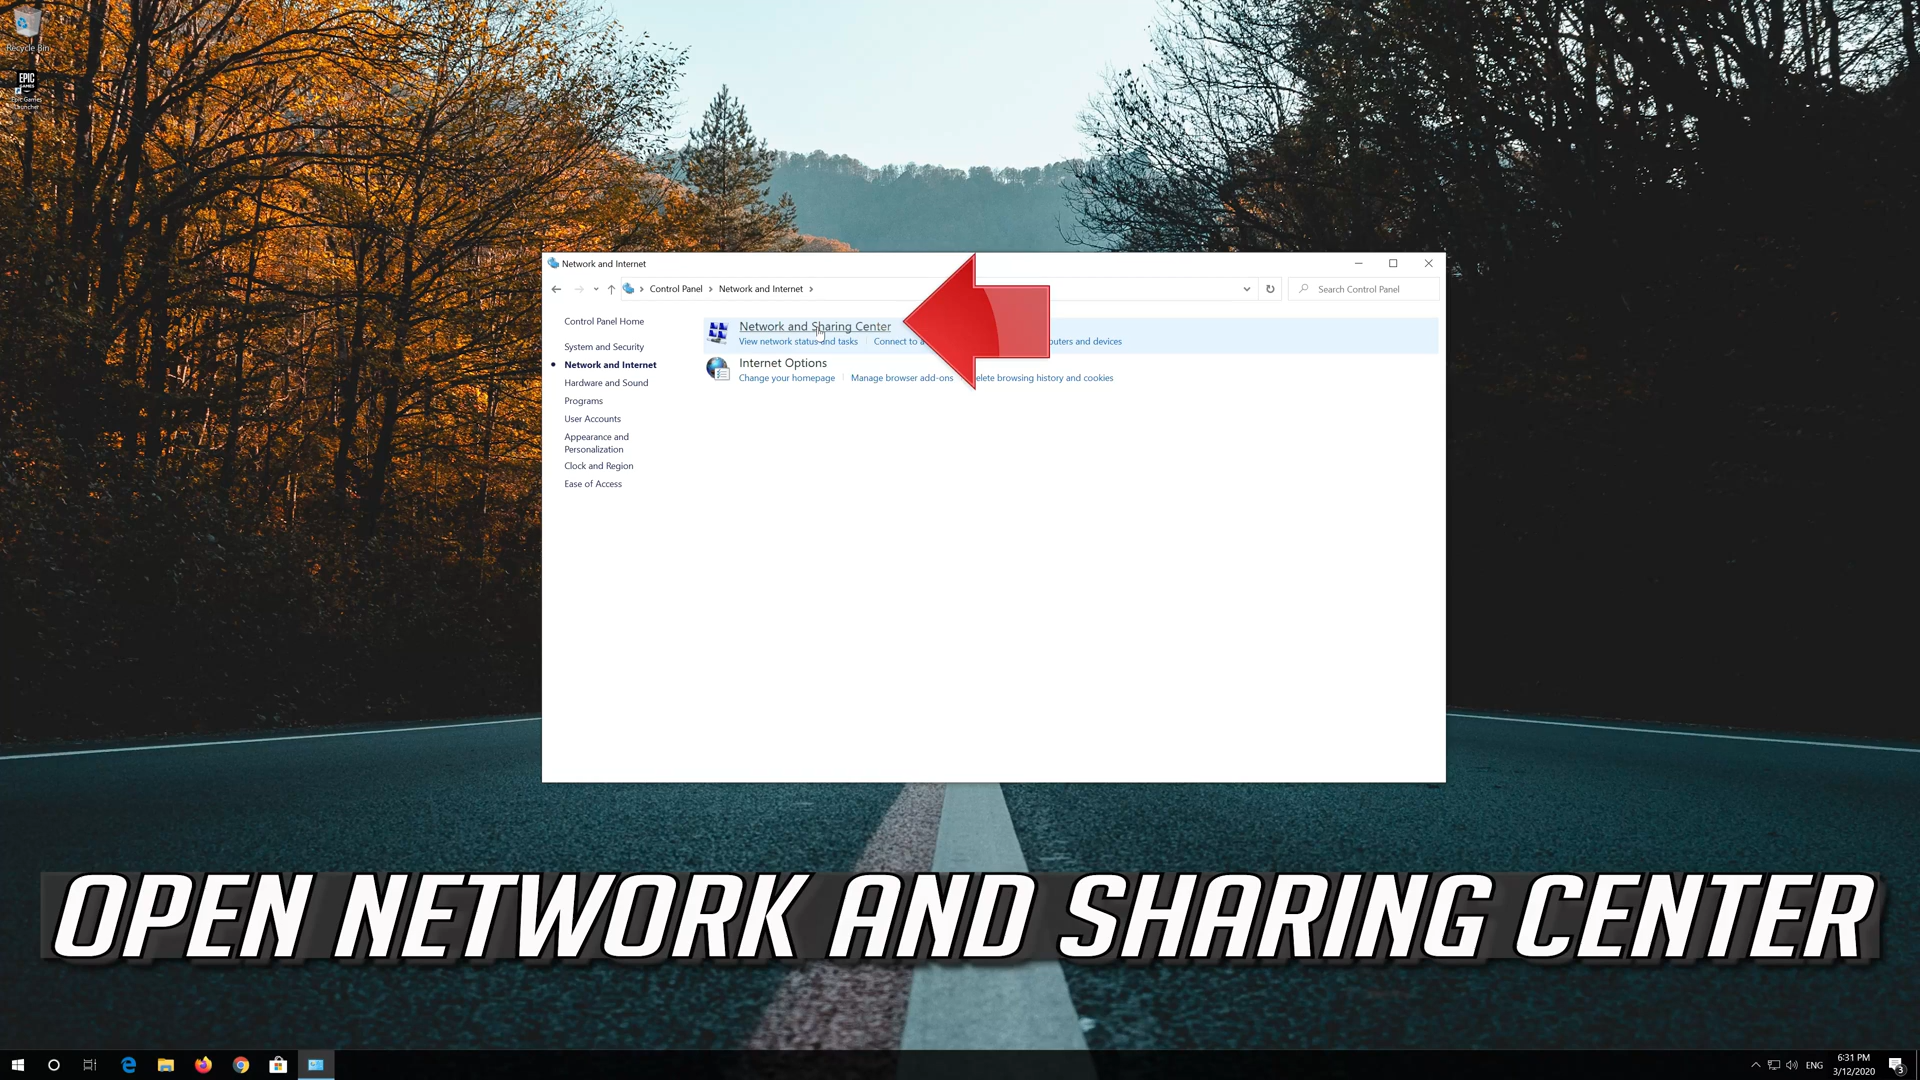 Recycle Bin
EPIC
GAMES
Epic Games
Launcher
Network and Internet
Control Panel > Network and Internet >
Search Control Panel
Control Panel Home
System and Security
Network and Internet
Hardware and Sound
Programs
User Accounts
Appearance and
Personalization
Clock and Region
Ease of Access
Network and Sharing Center
View network status and tasks
Connect to a
and devices
Internet Options
Change your homepage
Manage browser add-ons
browsing history and cookies
OPEN NETWORK AND SHARING CENTER
ENG
6:31 PM
3/12/2020
3